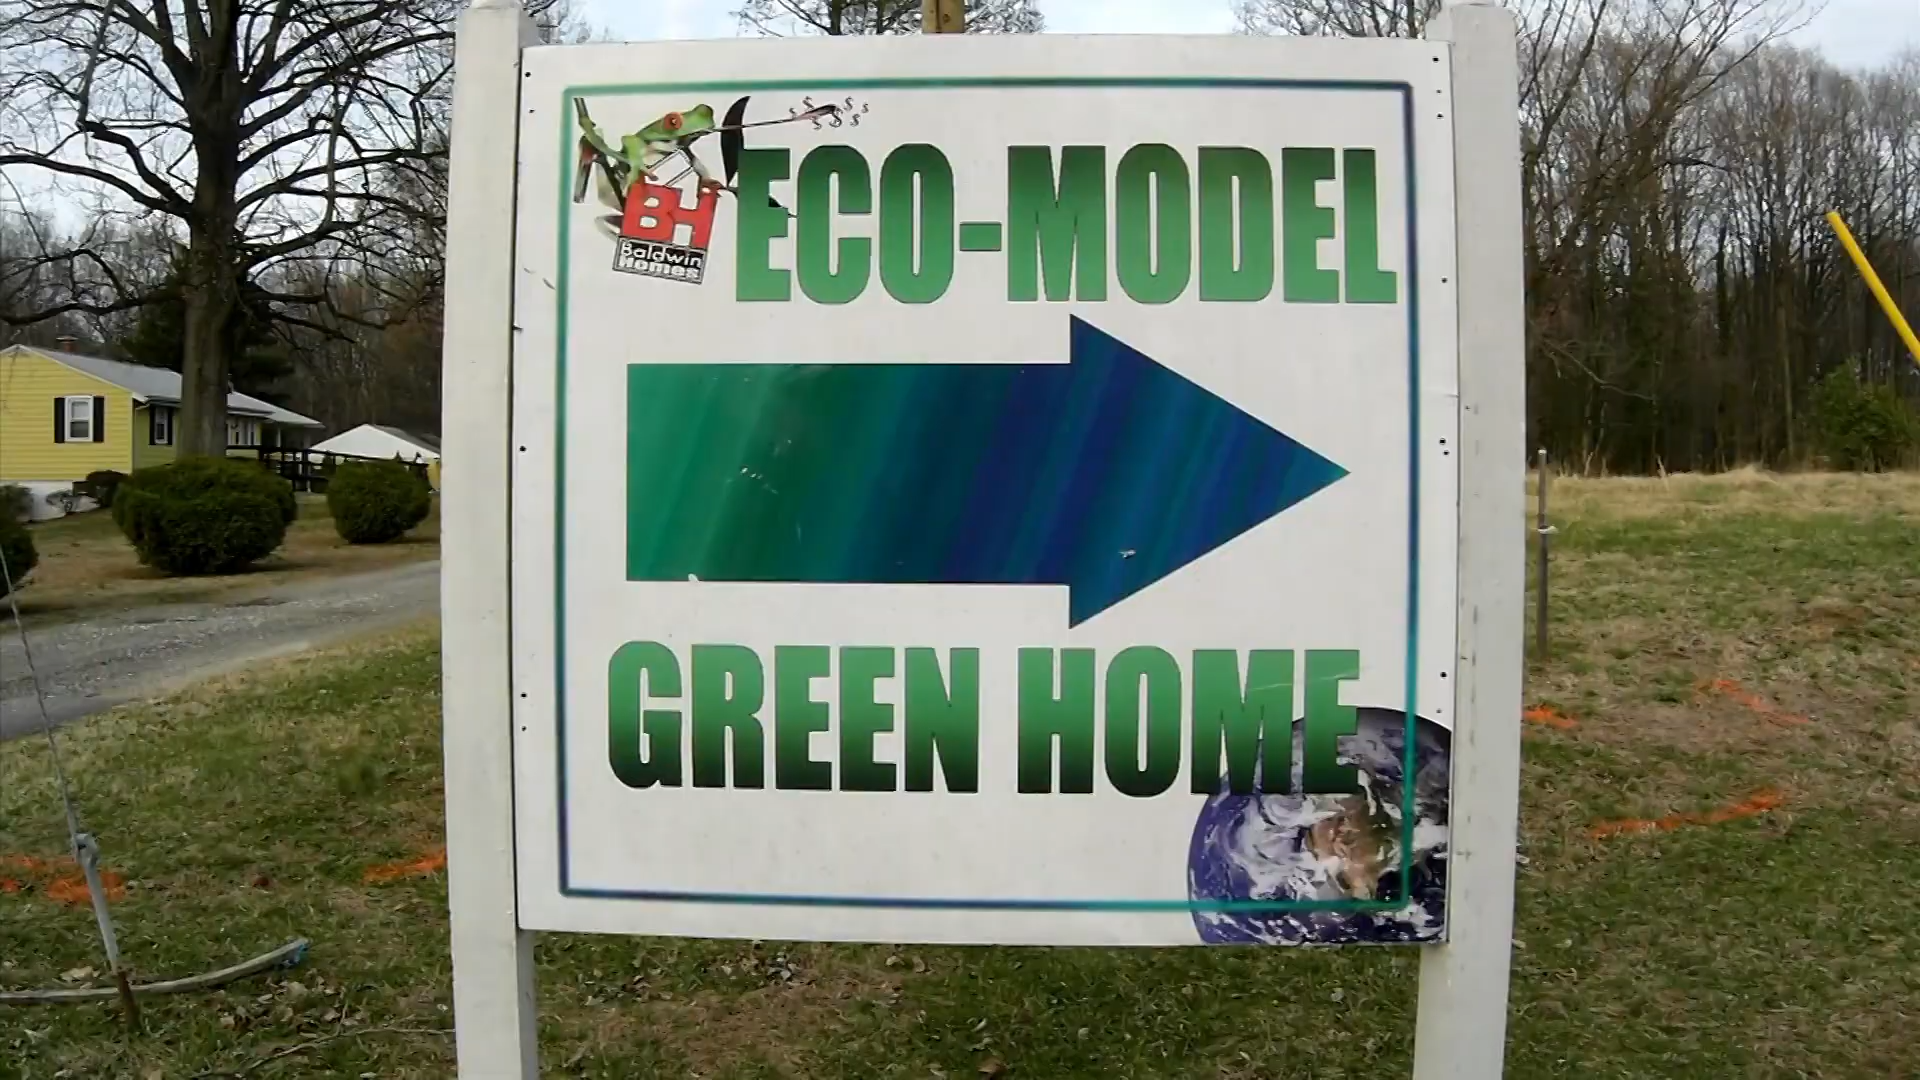 $ $ $ $ $ $ $
ECO-MODEL
BH
Baldwin
Homes
GREEN HOME